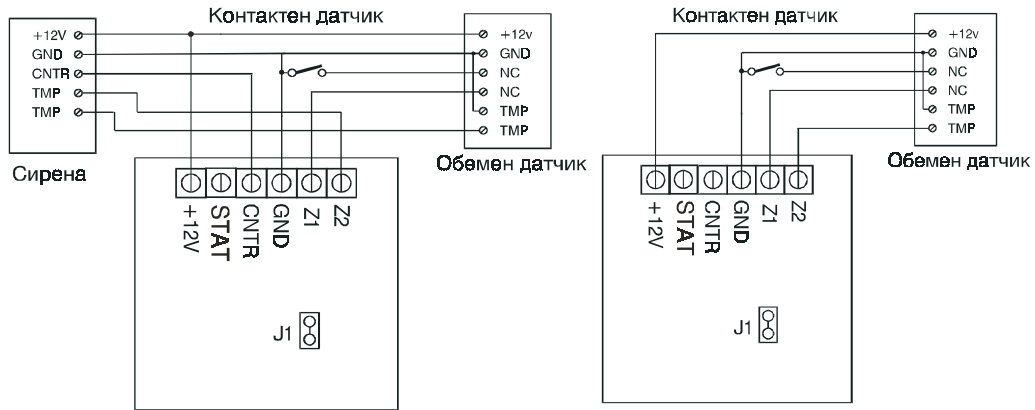 Контактен датчик
+12V
GND
CNTR
TMP
TMP
Сирена
+12v
GND
NC
NC
TMP
TMP
Обемен датчик
+12V
STAT
CNTR
GND
Z1
Z2
J1
Контактен датчик
+12v
GND
NC
NC
TMP
TMP
Обемен датчик
+12V
STAT
CNTR
GND
Z1
Z2
J1